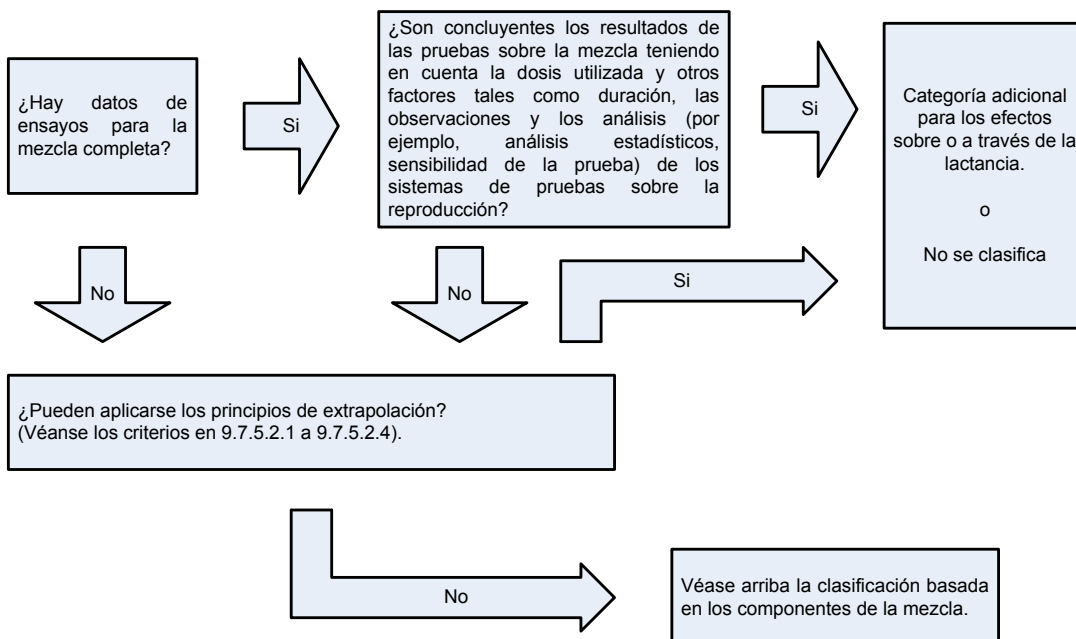 ¿Hay datos de
ensayos para la
mezcla completa?
Si
¿Son concluyentes los resultados de
las pruebas sobre la mezcla teniendo
en cuenta la dosis utilizada y otros
factores tales como duración, las
observaciones y los análisis (por
ejemplo, análisis estadísticos,
sensibilidad de la prueba) de los
sistemas de pruebas sobre la
reproducción?
Si
Categoría adicional
para los efectos
sobre o a través de la
lactancia.
o
No se clasifica
No
No
Si
¿Pueden aplicarse los principios de extrapolación?
(Véanse los criterios en 9.7.5.2.1 a 9.7.5.2.4).
No
Véase arriba la clasificación basada
en los componentes de la mezcla.